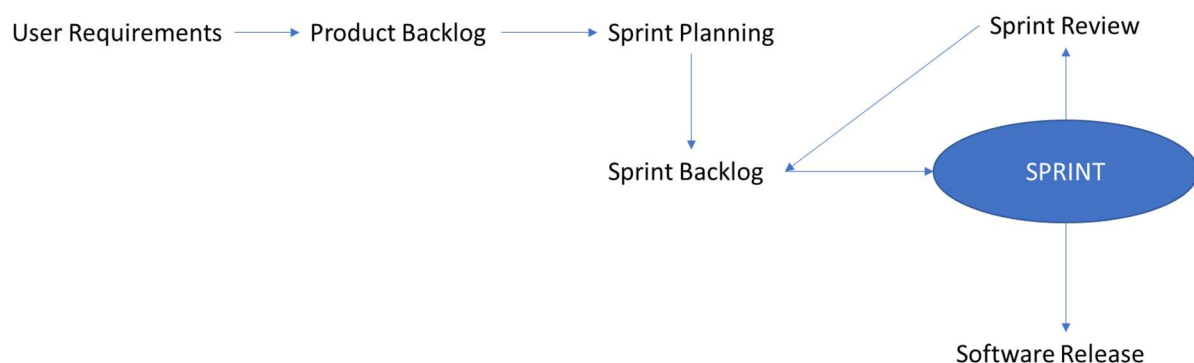 User Requirements
Product Backlog
Sprint Planning
Sprint Review
Sprint Backlog
SPRINT
Software Release